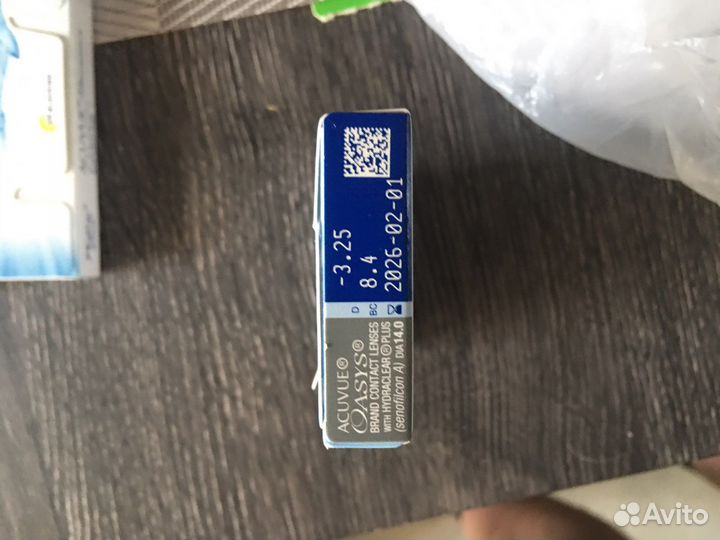 ACUVUE®
OASYS®
BRAND CONTACT LENSES
WITH HYDRACLEAR® PLUS
(senofilcon A) DIA 14.0
D -3.25
BC 8.4
2026-02-01
Avito